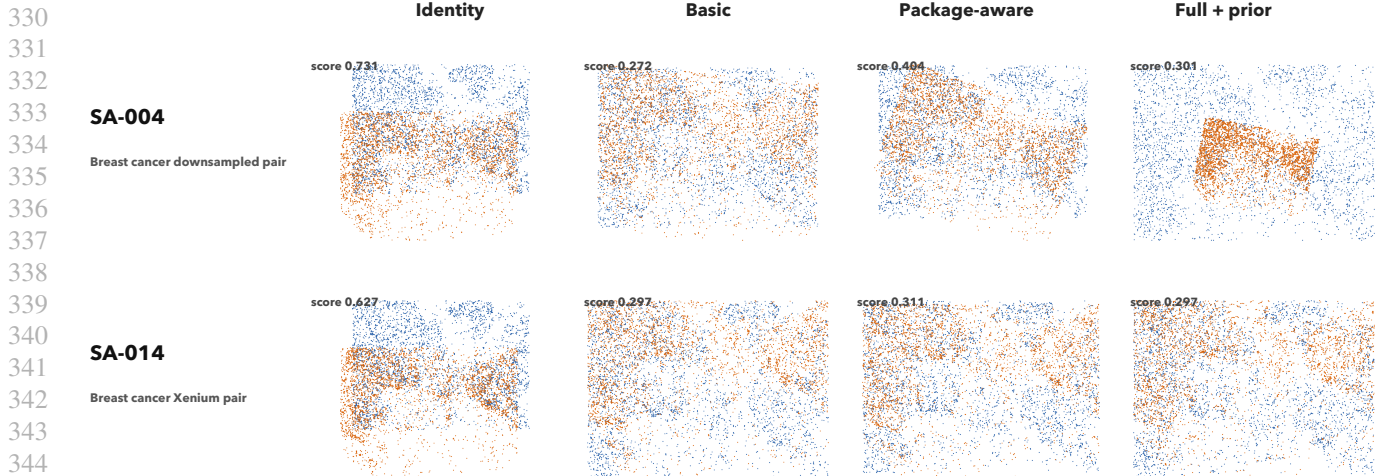 330
Identity Basic Package-aware Full + prior
331
332
score 0.731 score 0.272 score 0.404 score 0.301
333
SA-004
334
335
Breast cancer downsampled pair
336
337
338
339
score 0.627 score 0.297 score 0.311 score 0.297
340
341
SA-014
342
Breast cancer Xenium pair
343
344